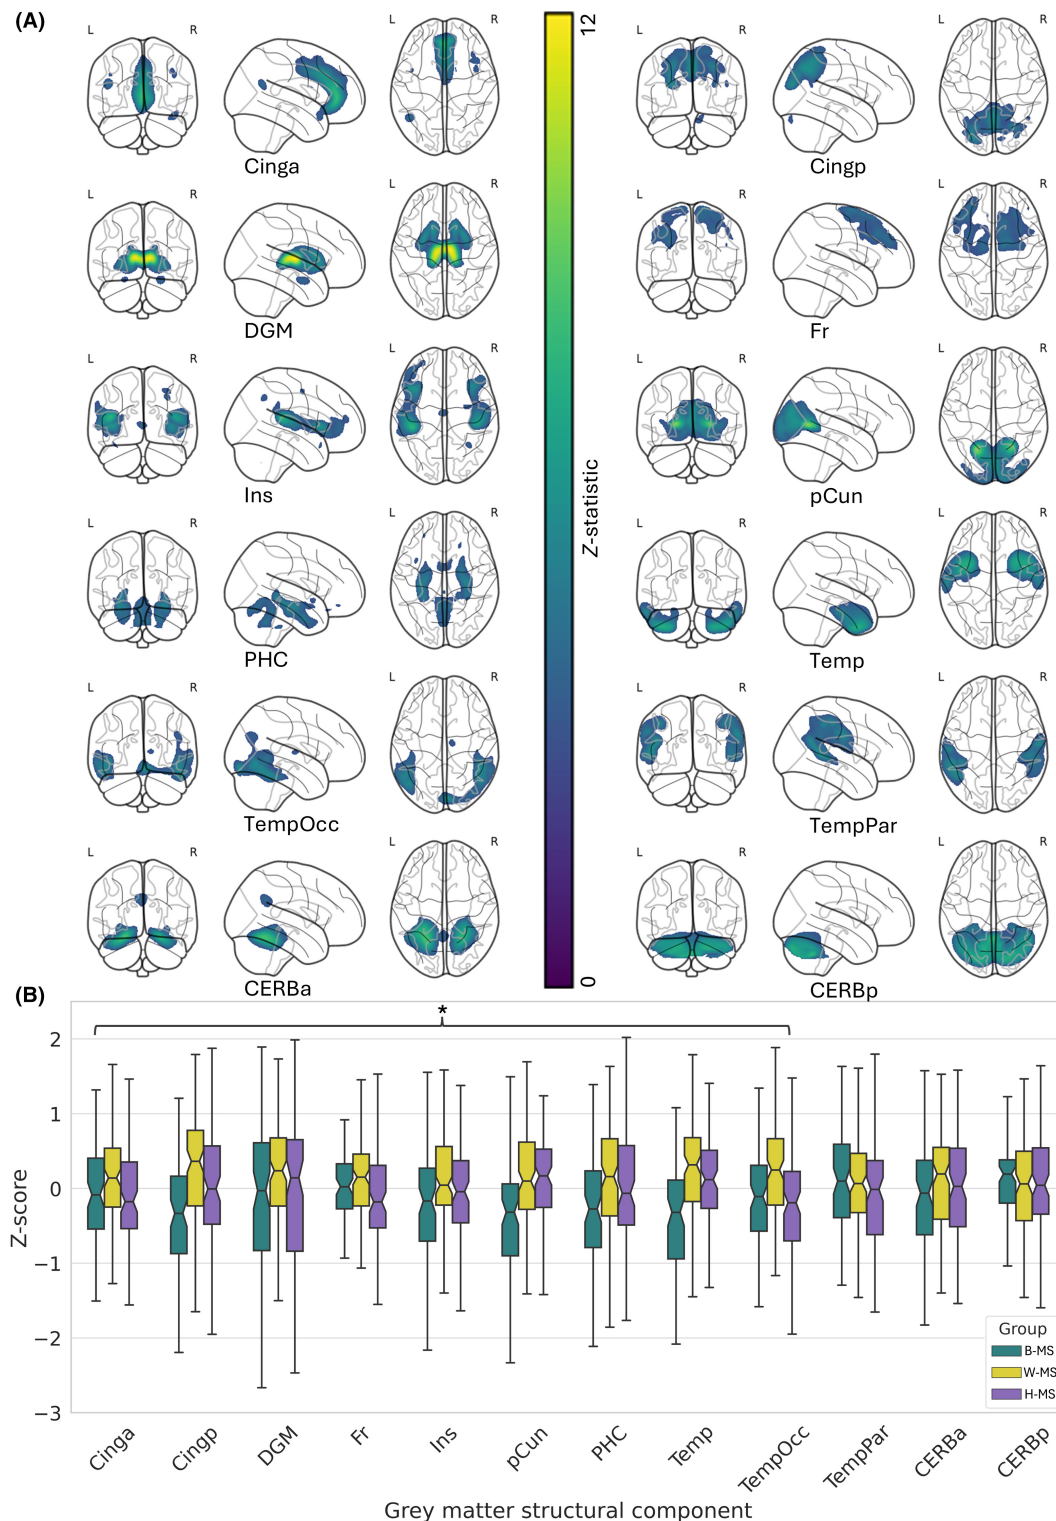 (A)
L R L R
12
Cinga Cingp
L R R L R R
DGM Fr
L R R L R R
Ins pCun
Z-statistic
L R L R L R L R
PHC Temp
L R L R L R L R
TempOcc TempPar
L R L R L R L R
0
CERBa CERBp
(B)
*
2
1
0
−1
−2
−3
Z-score
Group
B-MS
W-MS
H-MS
Cinga Cingp DGM Fr Ins pCun PHC Temp TempOcc TempPar CERBa CERBp
Grey matter structural component